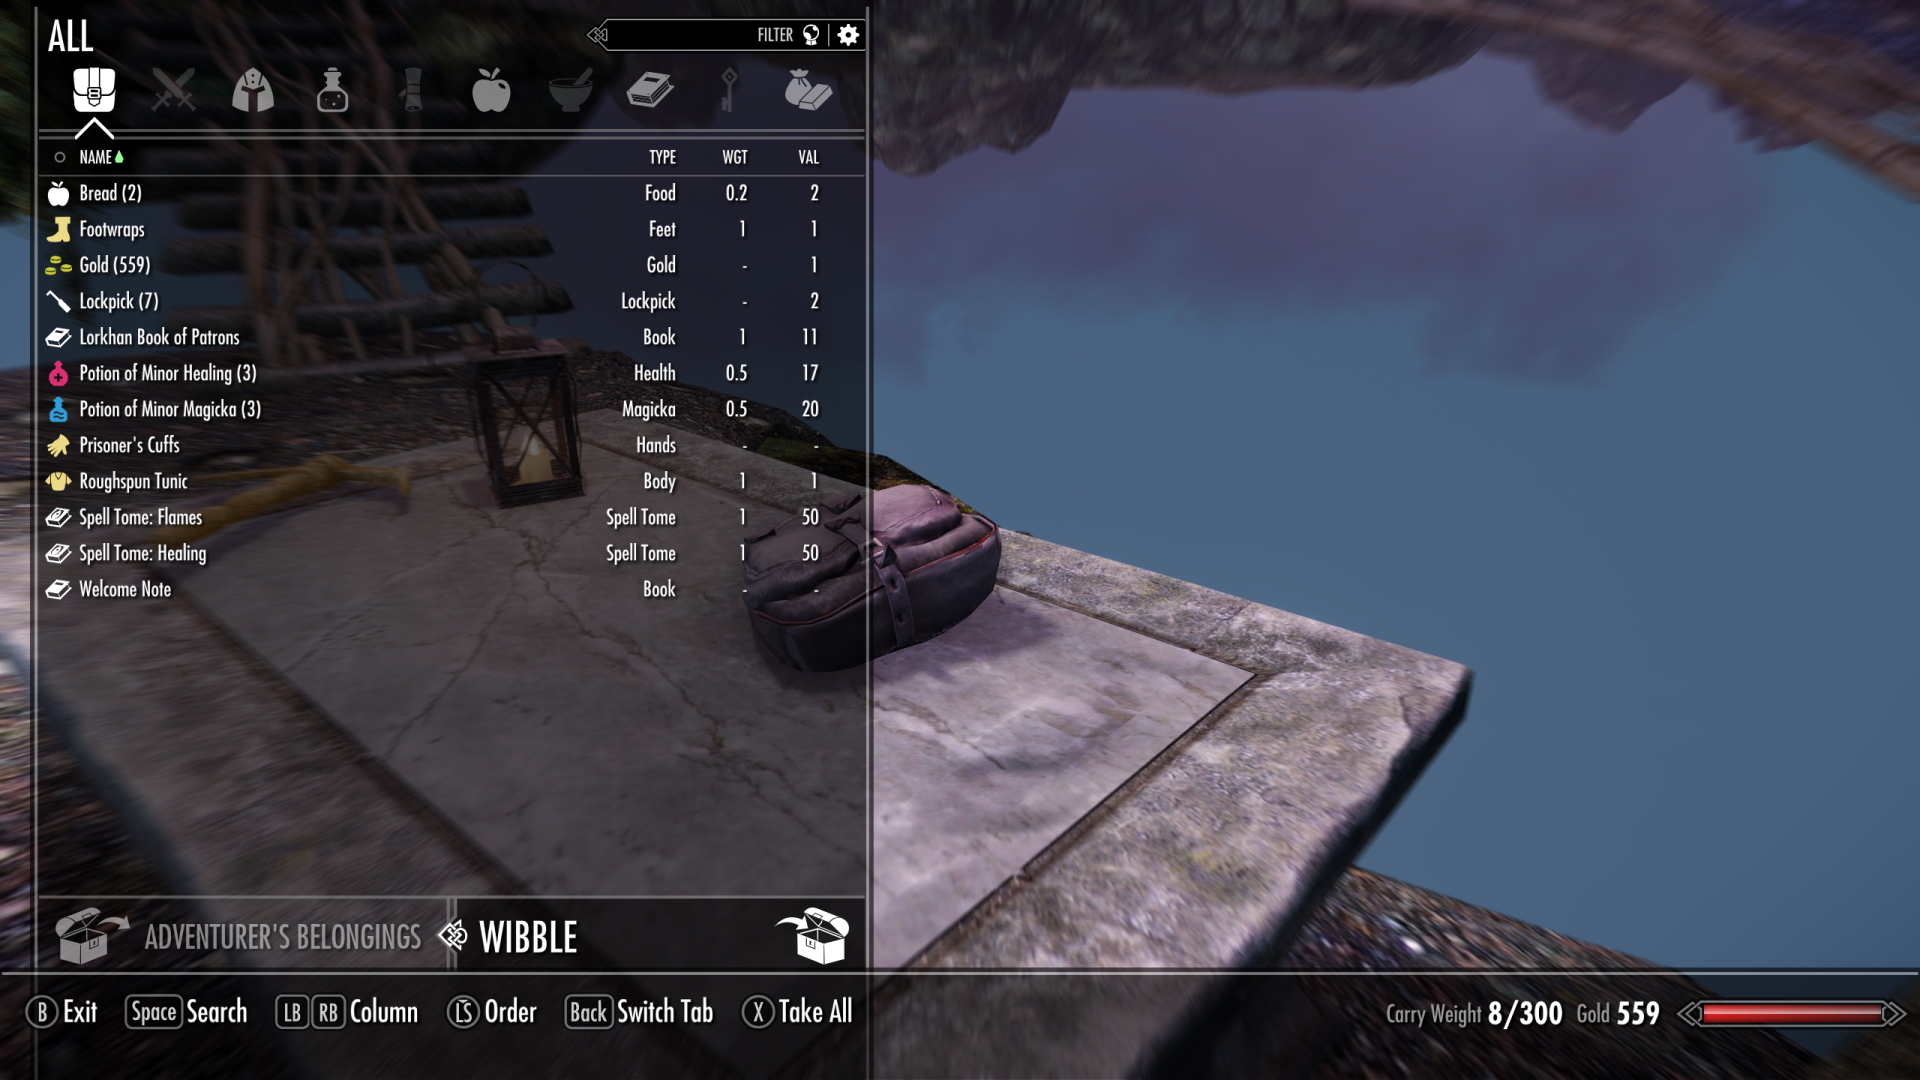 ALL
FILTER
NAME TYPE WGT VAL
Bread (2) Food 0.2 2
Footwraps Feet 1 1
Gold (559) Gold - 1
Lockpick (7) Lockpick - 2
Lorkhan Book of Patrons Book 1 11
Potion of Minor Healing (3) Health 0.5 17
Potion of Minor Magicka (3) Magicka 0.5 20
Prisoner's Cuffs Hands - -
Roughspun Tunic Body 1 1
Spell Tome: Flames Spell Tome 1 50
Spell Tome: Healing Spell Tome 1 50
Welcome Note Book - -
ADVENTURER'S BELONGINGS WIBBLE
B Exit Space Search LB RB Column LS Order Back Switch Tab X Take All Carry Weight 8/300 Gold 559